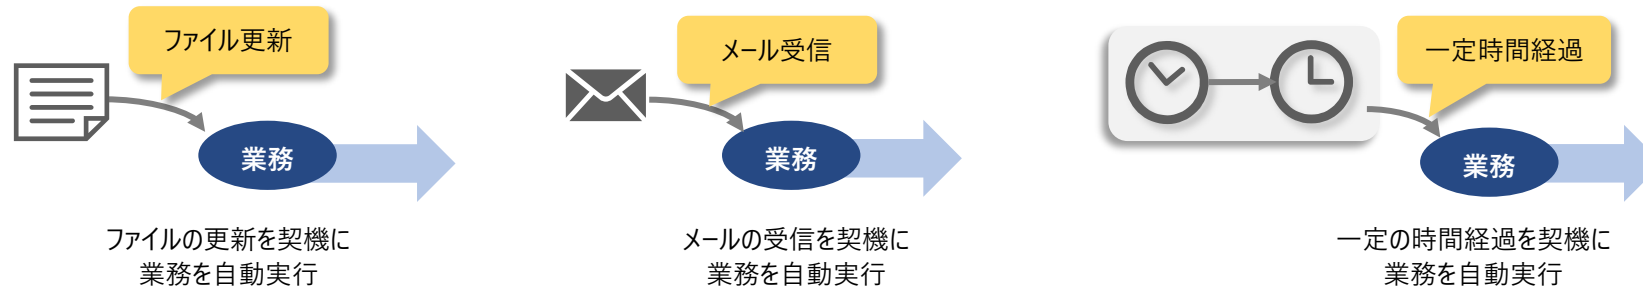 ファイル更新
業務
ファイルの更新を契機に
業務を自動実行
メール受信
業務
メールの受信を契機に
業務を自動実行
一定時間経過
業務
一定の時間経過を契機に
業務を自動実行